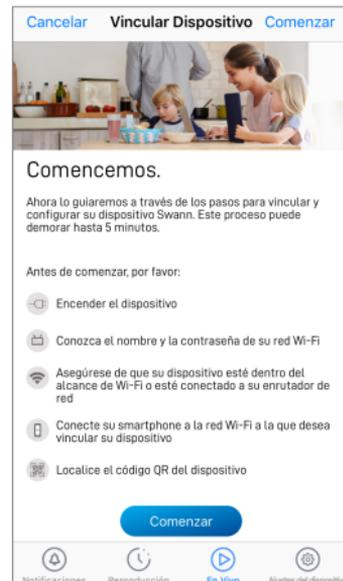 Cancelar Vincular Dispositivo Comenzar
Comencemos.
Ahora lo guiaremos a través de los pasos para vincular y
configurar su dispositivo Swann. Este proceso puede
demorar hasta 5 minutos.
Antes de comenzar, por favor:
Encender el dispositivo
Conozca el nombre y la contraseña de su red Wi-Fi
Asegúrese de que su dispositivo esté dentro del
alcance de Wi-Fi o esté conectado a su enrutador de
red
Conecte su smartphone a la red Wi-Fi a la que desea
vincular su dispositivo
Localice el código QR del dispositivo
Comenzar
Notificaciones Reproducción En Vivo Ajustes del dispositivo